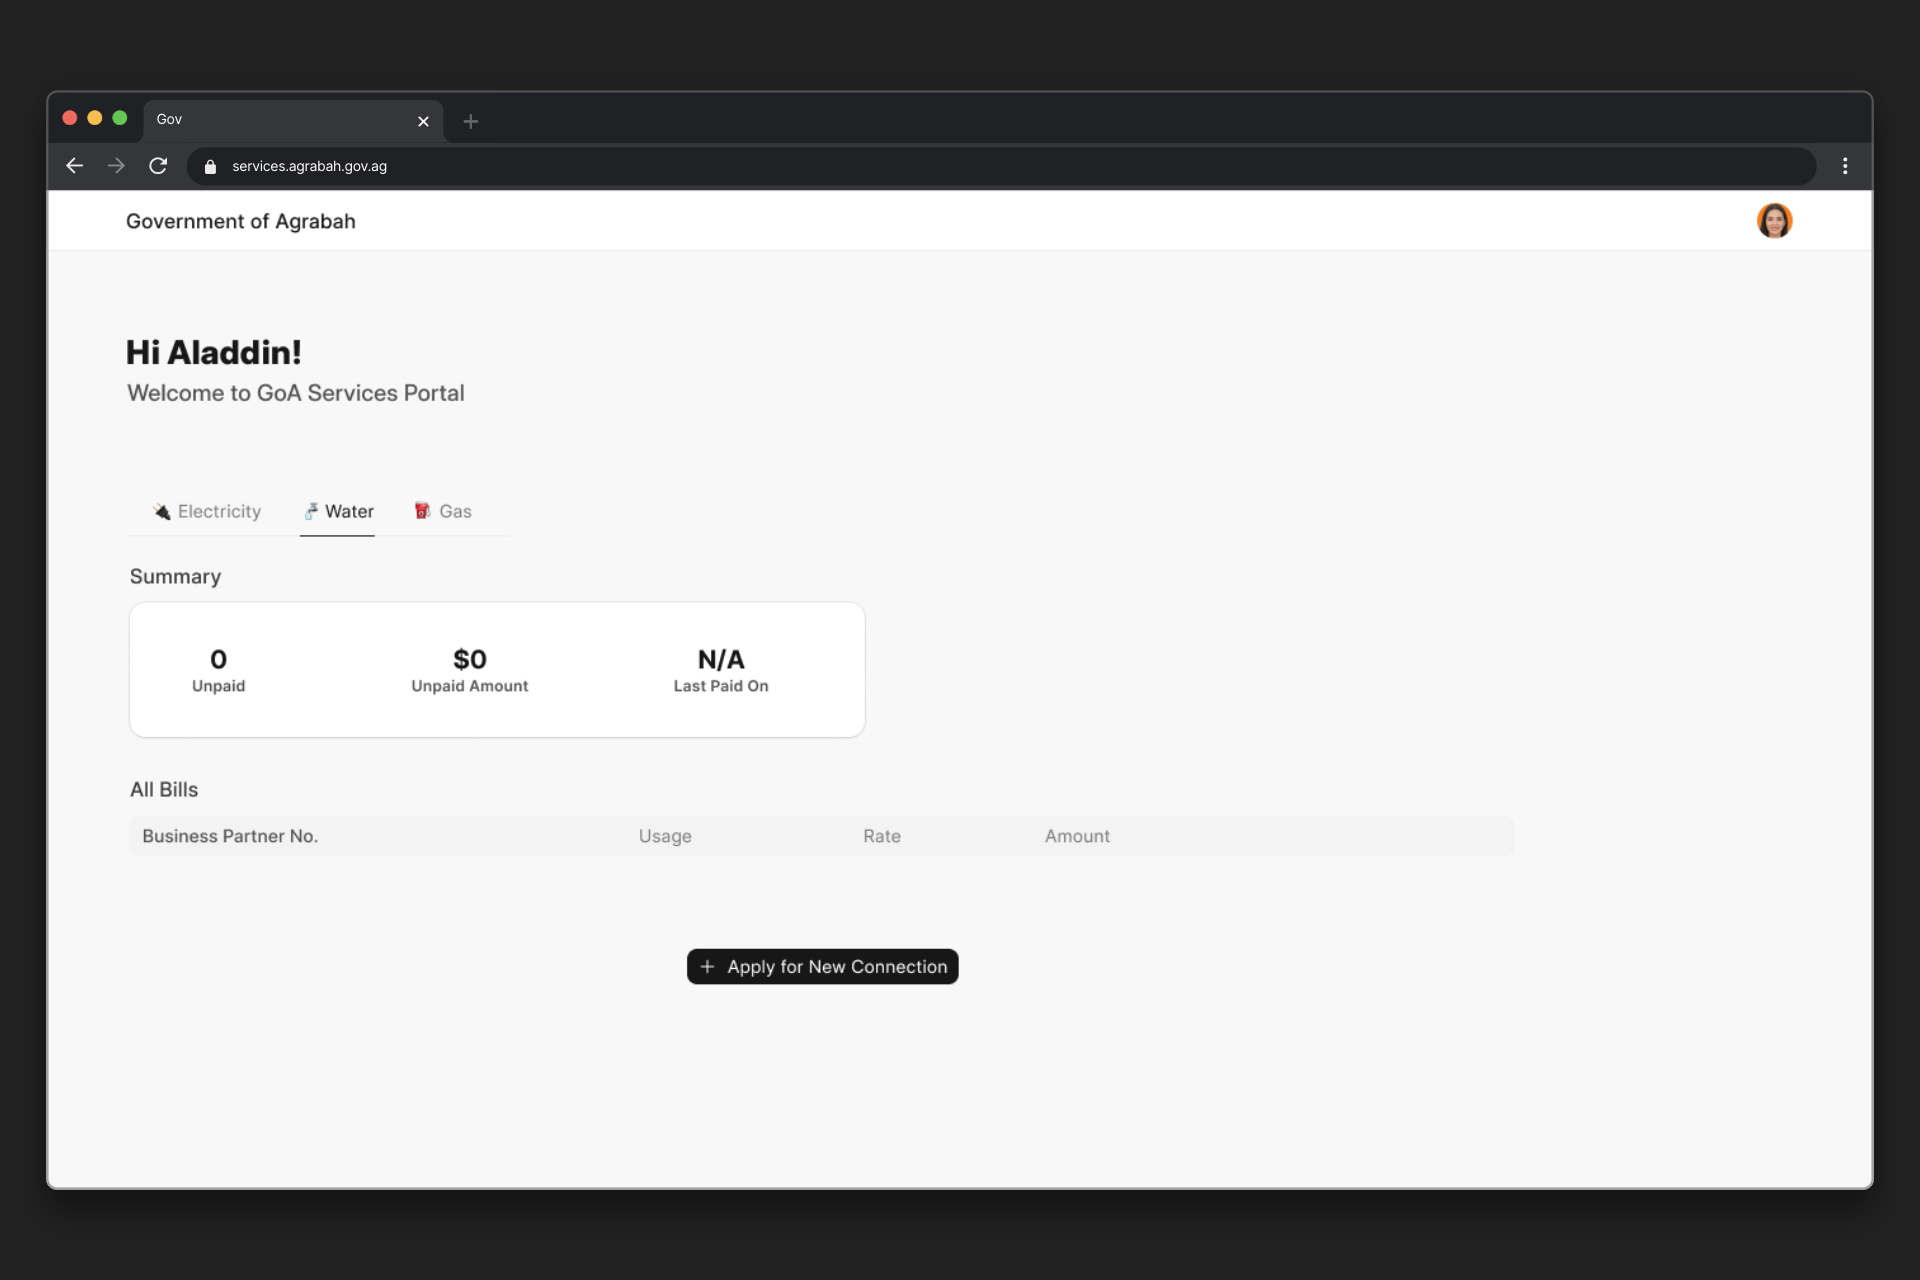 Gov
services.agrabah.gov.ag
Government of Agrabah
Hi Aladdin!
Welcome to GoA Services Portal
Electricity Water Gas
Summary
0 $0 N/A
Unpaid Unpaid Amount Last Paid On
All Bills
Business Partner No. Usage Rate Amount
+ Apply for New Connection